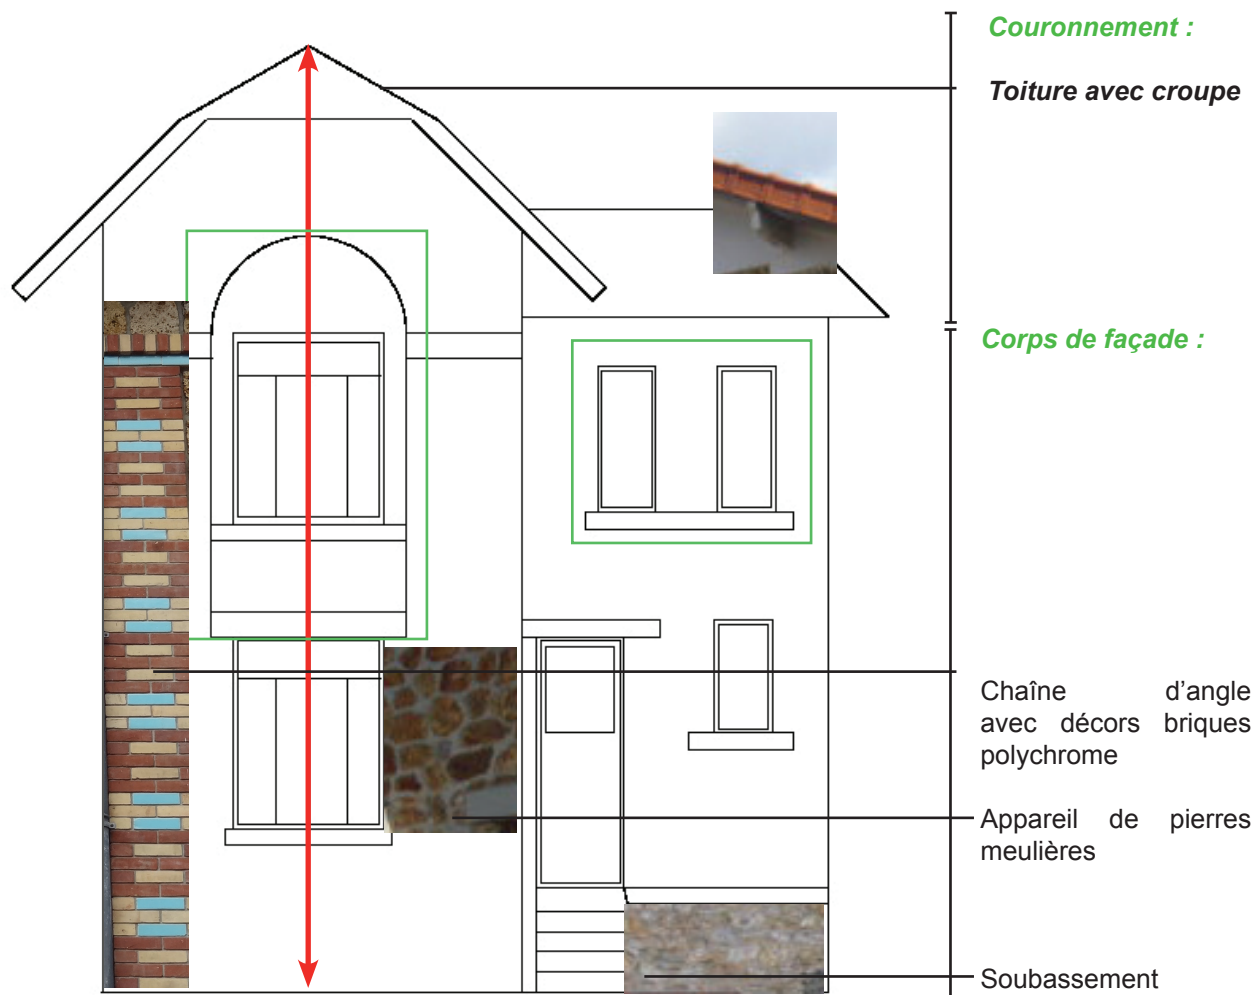 Couronnement :
Toiture avec croupe
Corps de façade :
Chaîne d'angle
avec décors briques
polychrome
Appareil de pierres
meulières
Soubassement